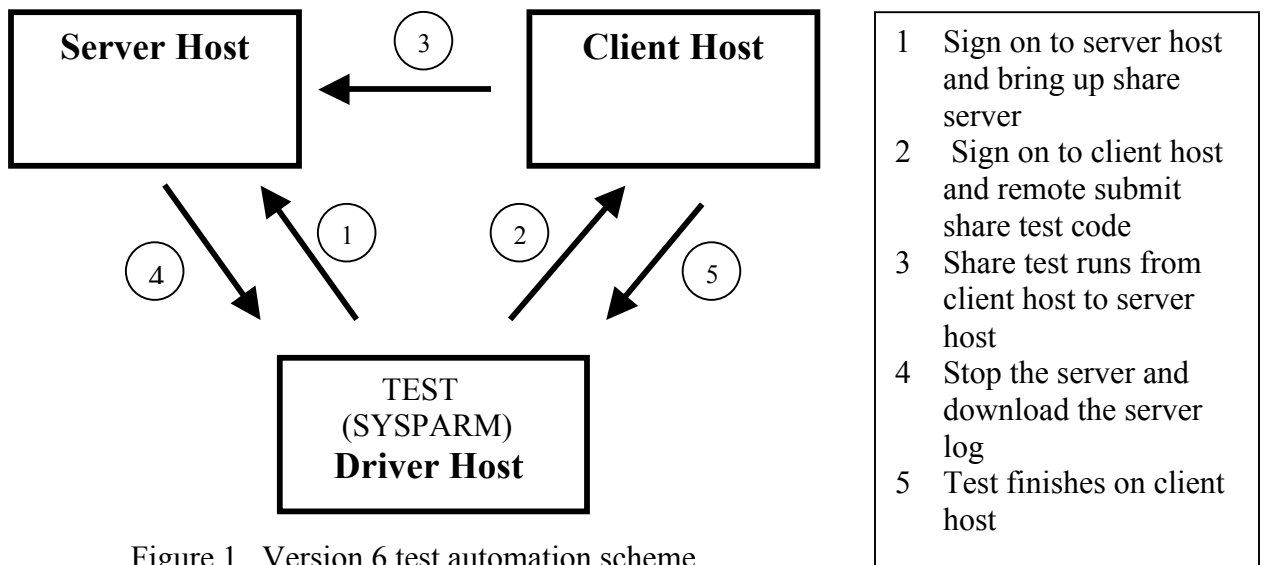 Server Host
3
Client Host
1
2
4
5
TEST
(SYSPARM)
Driver Host
Figure 1 Version 6 test automation scheme
1 Sign on to server host
and bring up share
server
2 Sign on to client host
and remote submit
share test code
3 Share test runs from
client host to server
host
4 Stop the server and
download the server
log
5 Test finishes on client
host